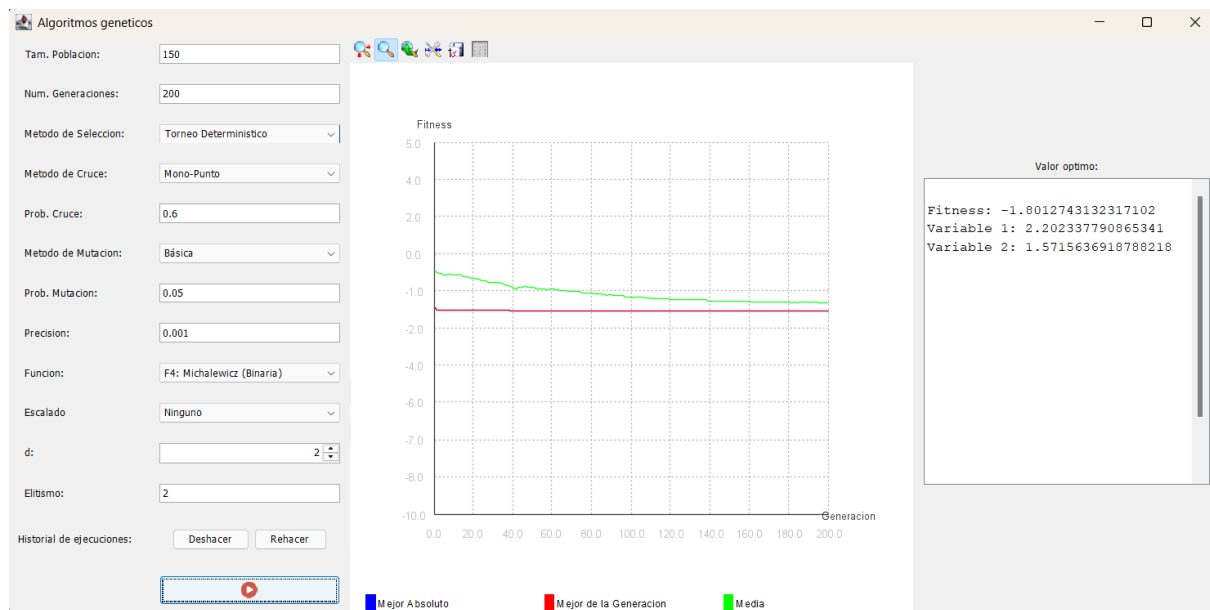 Algoritmos geneticos
Tam. Poblacion: 150
Num. Generaciones: 200
Metodo de Seleccion: Torneo Deterministico
Metodo de Cruce: Mono-Punto
Prob. Cruce: 0.6
Metodo de Mutacion: Básica
Prob. Mutacion: 0.05
Precision: 0.001
Funcion: F4: Michalewicz (Binaria)
Escalado Ninguno
d: 2
Elitismo: 2
Historial de ejecuciones: Deshacer Rehacer
Fitness
5.0
4.0
2.0
0.0
-1.0
-2.0
-4.0
-6.0
-7.0
-8.0
-10.0
Generacion
0.0 20.0 40.0 60.0 80.0 100.0 120.0 140.0 160.0 180.0 200.0
Mejor Absoluto Mejor de la Generacion Media
Valor optimo:
Fitness: -1.8012743132317102
Variable 1: 2.202337790865341
Variable 2: 1.5715636918788218